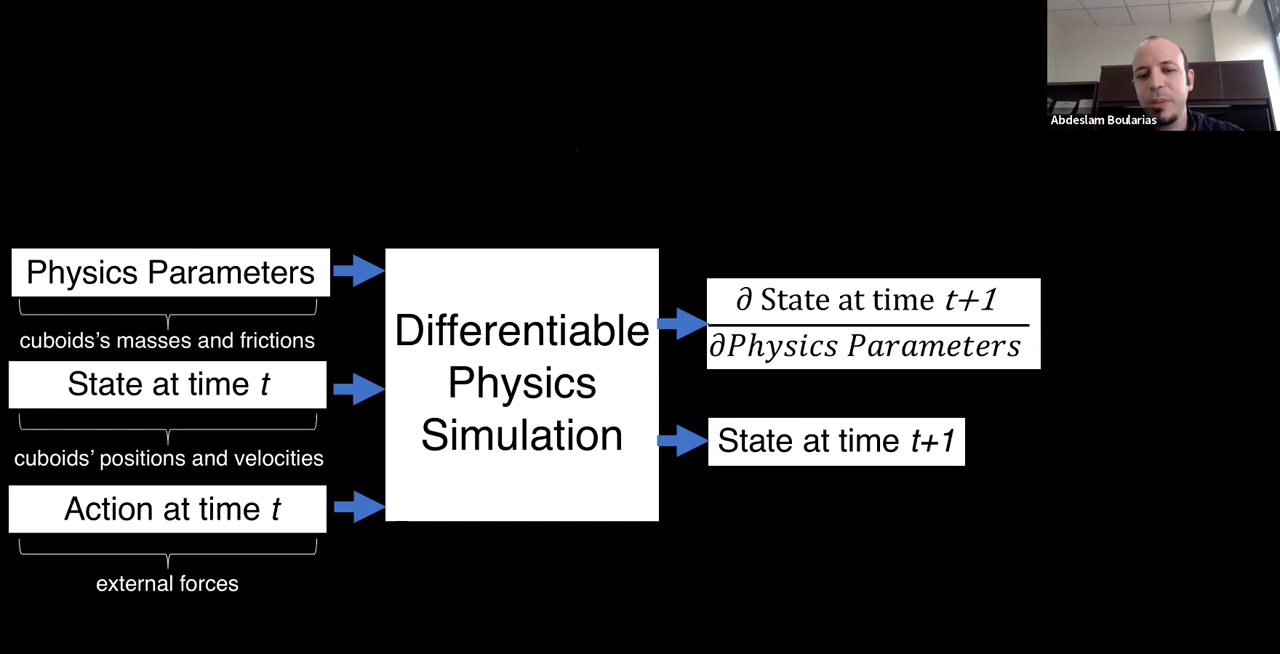 Abdeslam Boularias
Physics Parameters
cuboids's masses and frictions
State at time t
cuboids' positions and velocities
Action at time t
external forces
Differentiable
Physics
Simulation
∂ State at time t+1
∂Physics Parameters
State at time t+1